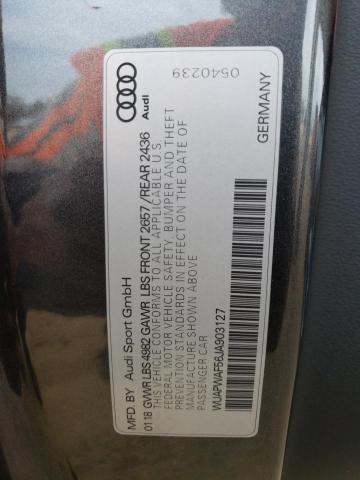 MFD. BY Audi Sport GmbH
01 18 GVWR LBS 4982 GAWR LBS FRONT 2657/REAR 2436
THIS VEHICLE CONFORMS TO ALL APPLICABLE U S
FEDERAL MOTOR VEHICLE SAFETY, BUMPER AND THEFT
PREVENTION STANDARDS IN EFFECT ON THE DATE OF
MANUFACTURE SHOWN ABOVE
PASSENGER CAR
WUAPWAF56JA903127
GERMANY
Audi
0540239